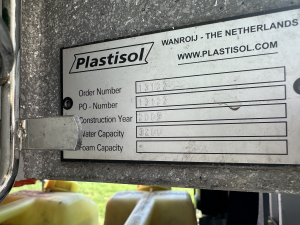 Plastisol
WANROIJ - THE NETHERLANDS
WWW.PLASTISOL.COM
Order Number
PO - Number
Construction Year
Water Capacity
Foam Capacity